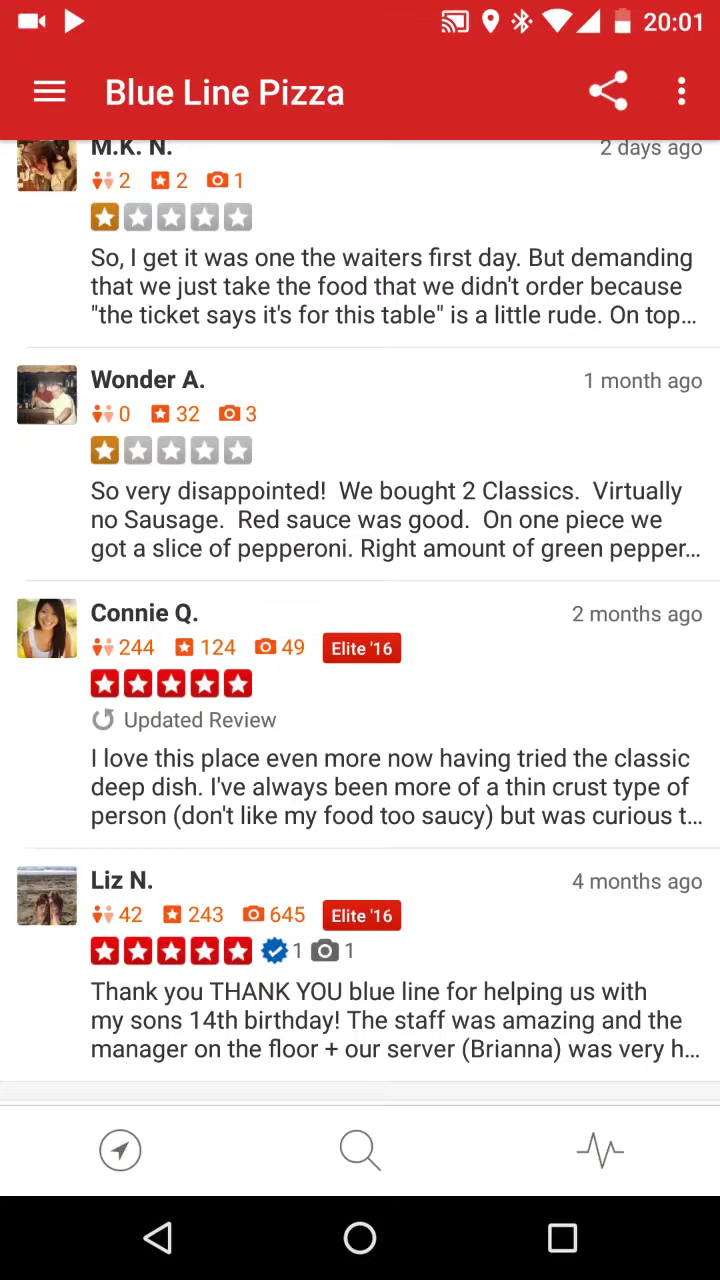 20:01
Blue Line Pizza
M.K. N. 2 days ago
2 2 1
So, I get it was one the waiters first day. But demanding
that we just take the food that we didn't order because
"the ticket says it's for this table" is a little rude. On top...
Wonder A. 1 month ago
0 32 3
So very disappointed!  We bought 2 Classics.  Virtually
no Sausage.  Red sauce was good.  On one piece we
got a slice of pepperoni. Right amount of green pepper...
Connie Q. 2 months ago
244 124 49 Elite '16
Updated Review
I love this place even more now having tried the classic
deep dish. I've always been more of a thin crust type of
person (don't like my food too saucy) but was curious t...
Liz N. 4 months ago
42 243 645 Elite '16
1 1
Thank you THANK YOU blue line for helping us with
my sons 14th birthday! The staff was amazing and the
manager on the floor + our server (Brianna) was very h...